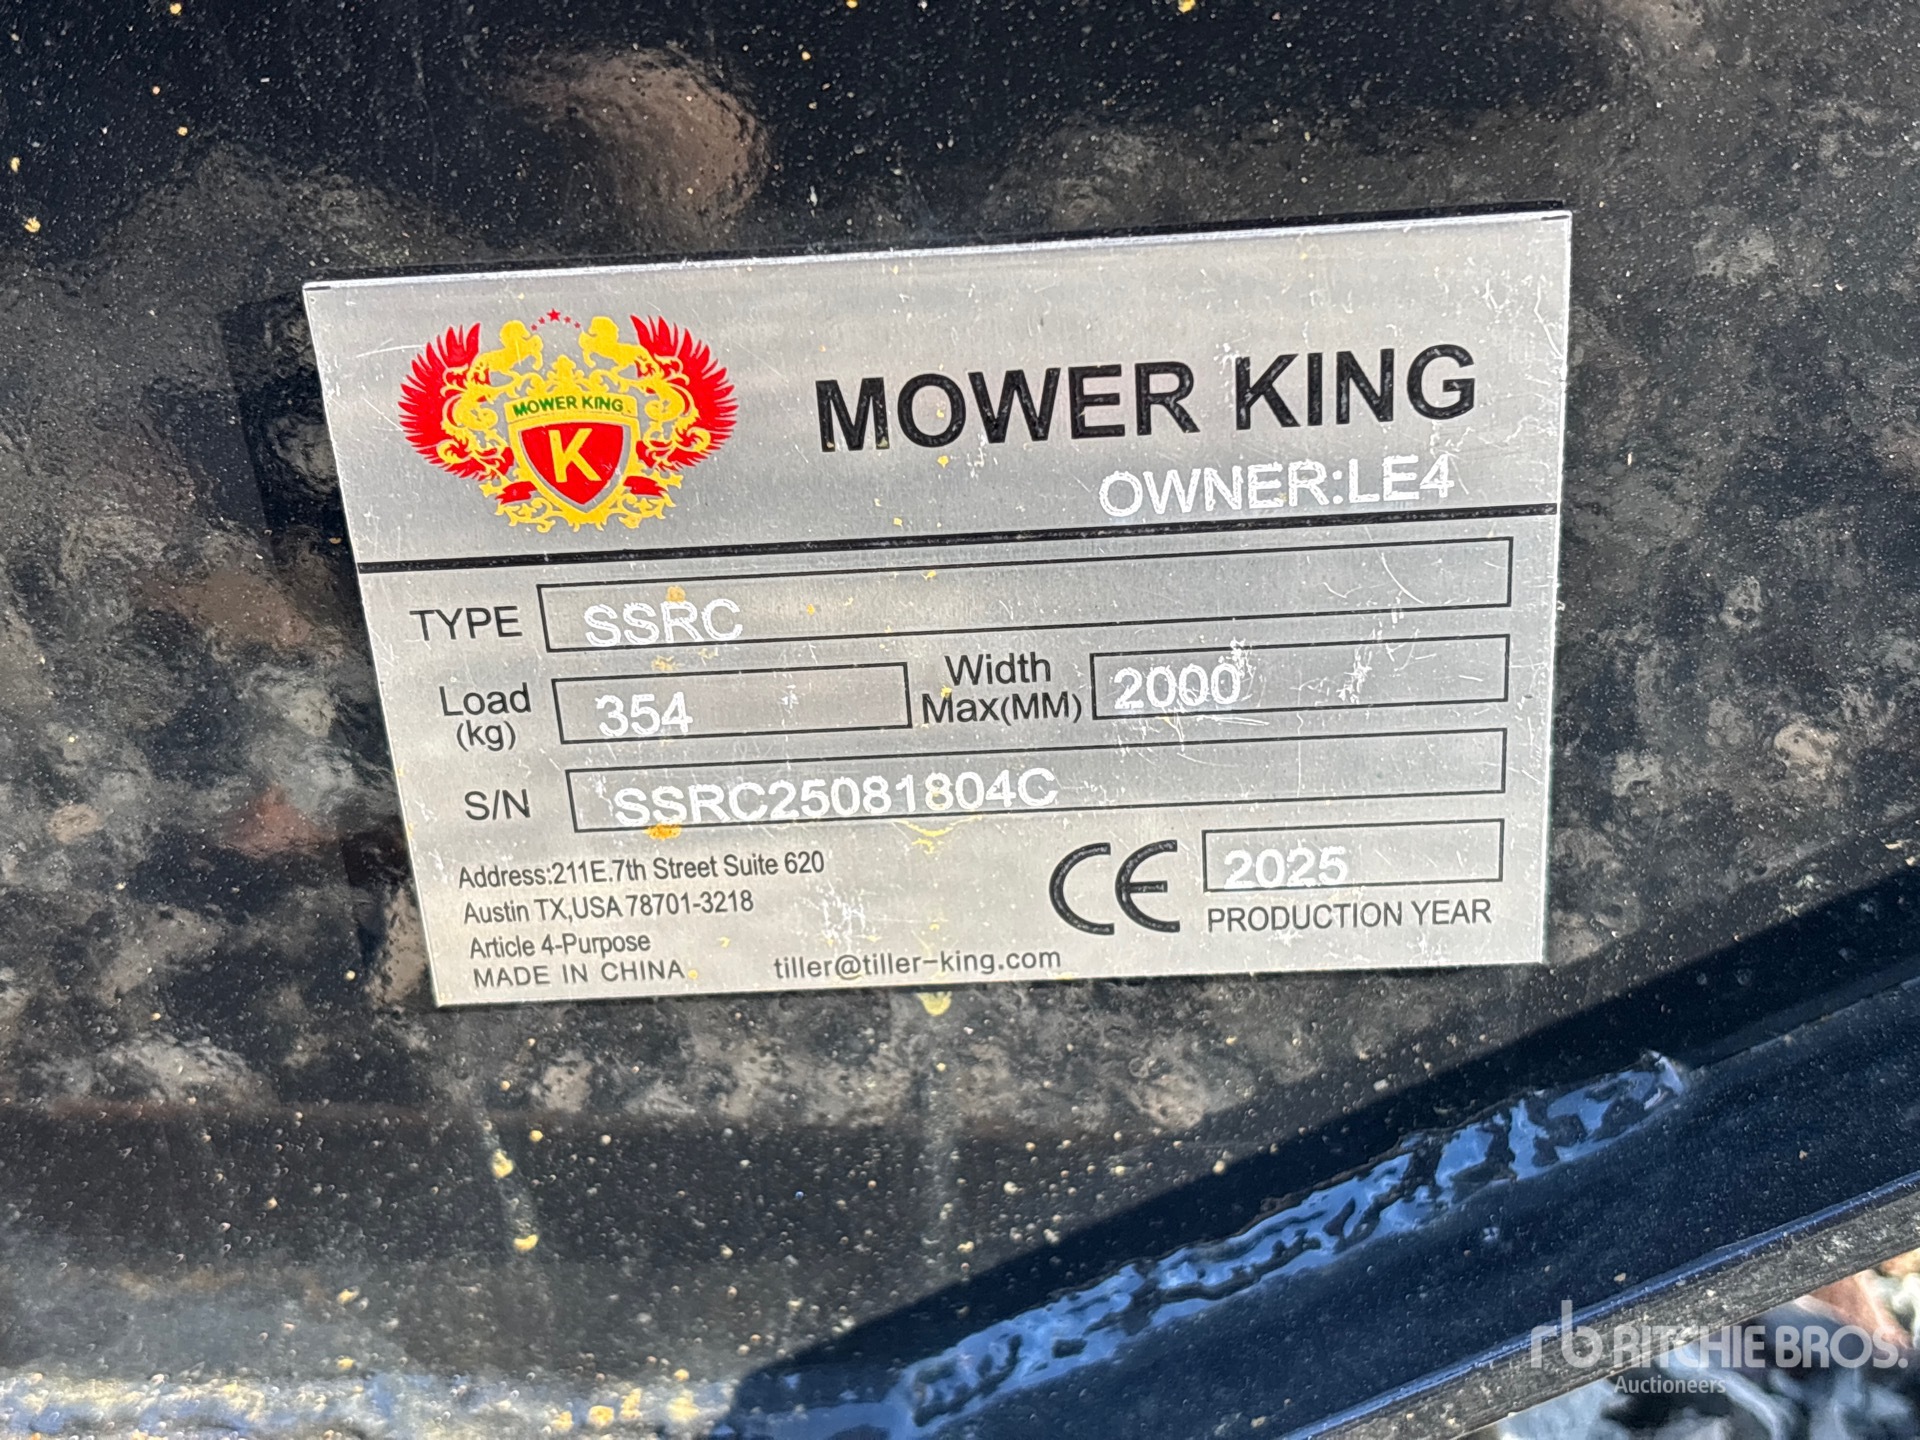 MOWER KING
K
MOWER KING
OWNER:LE4
TYPE SSRC
Load (kg) 354 Width Max(MM) 2000
S/N SSRC25081804C
Address:211E.7th Street Suite 620
Austin TX,USA 78701-3218
Article 4-Purpose
MADE IN CHINA
tiller@tiller-king.com
CE
2025
PRODUCTION YEAR
rb RITCHIE BROS.
Auctioneers